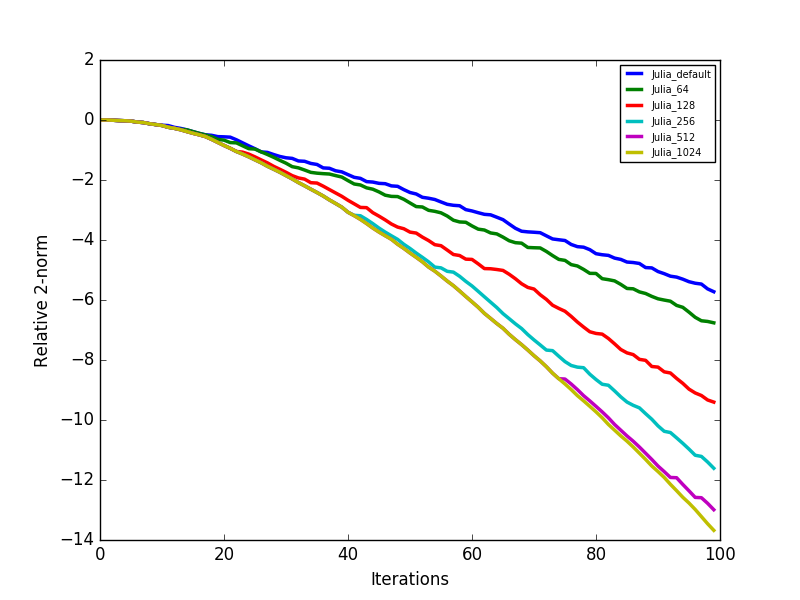 2
0
−2
−4
−6
−8
−10
−12
−14
0 20 40 60 80 100
Relative 2-norm
Iterations
Julia_default
Julia_64
Julia_128
Julia_256
Julia_512
Julia_1024